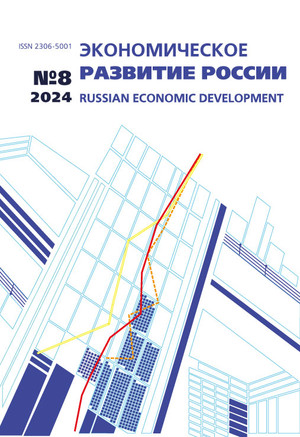 ISSN 2306-5001
ЭКОНОМИЧЕСКОЕ
№8 РАЗВИТИЕ РОССИИ
2024 RUSSIAN ECONOMIC DEVELOPMENT